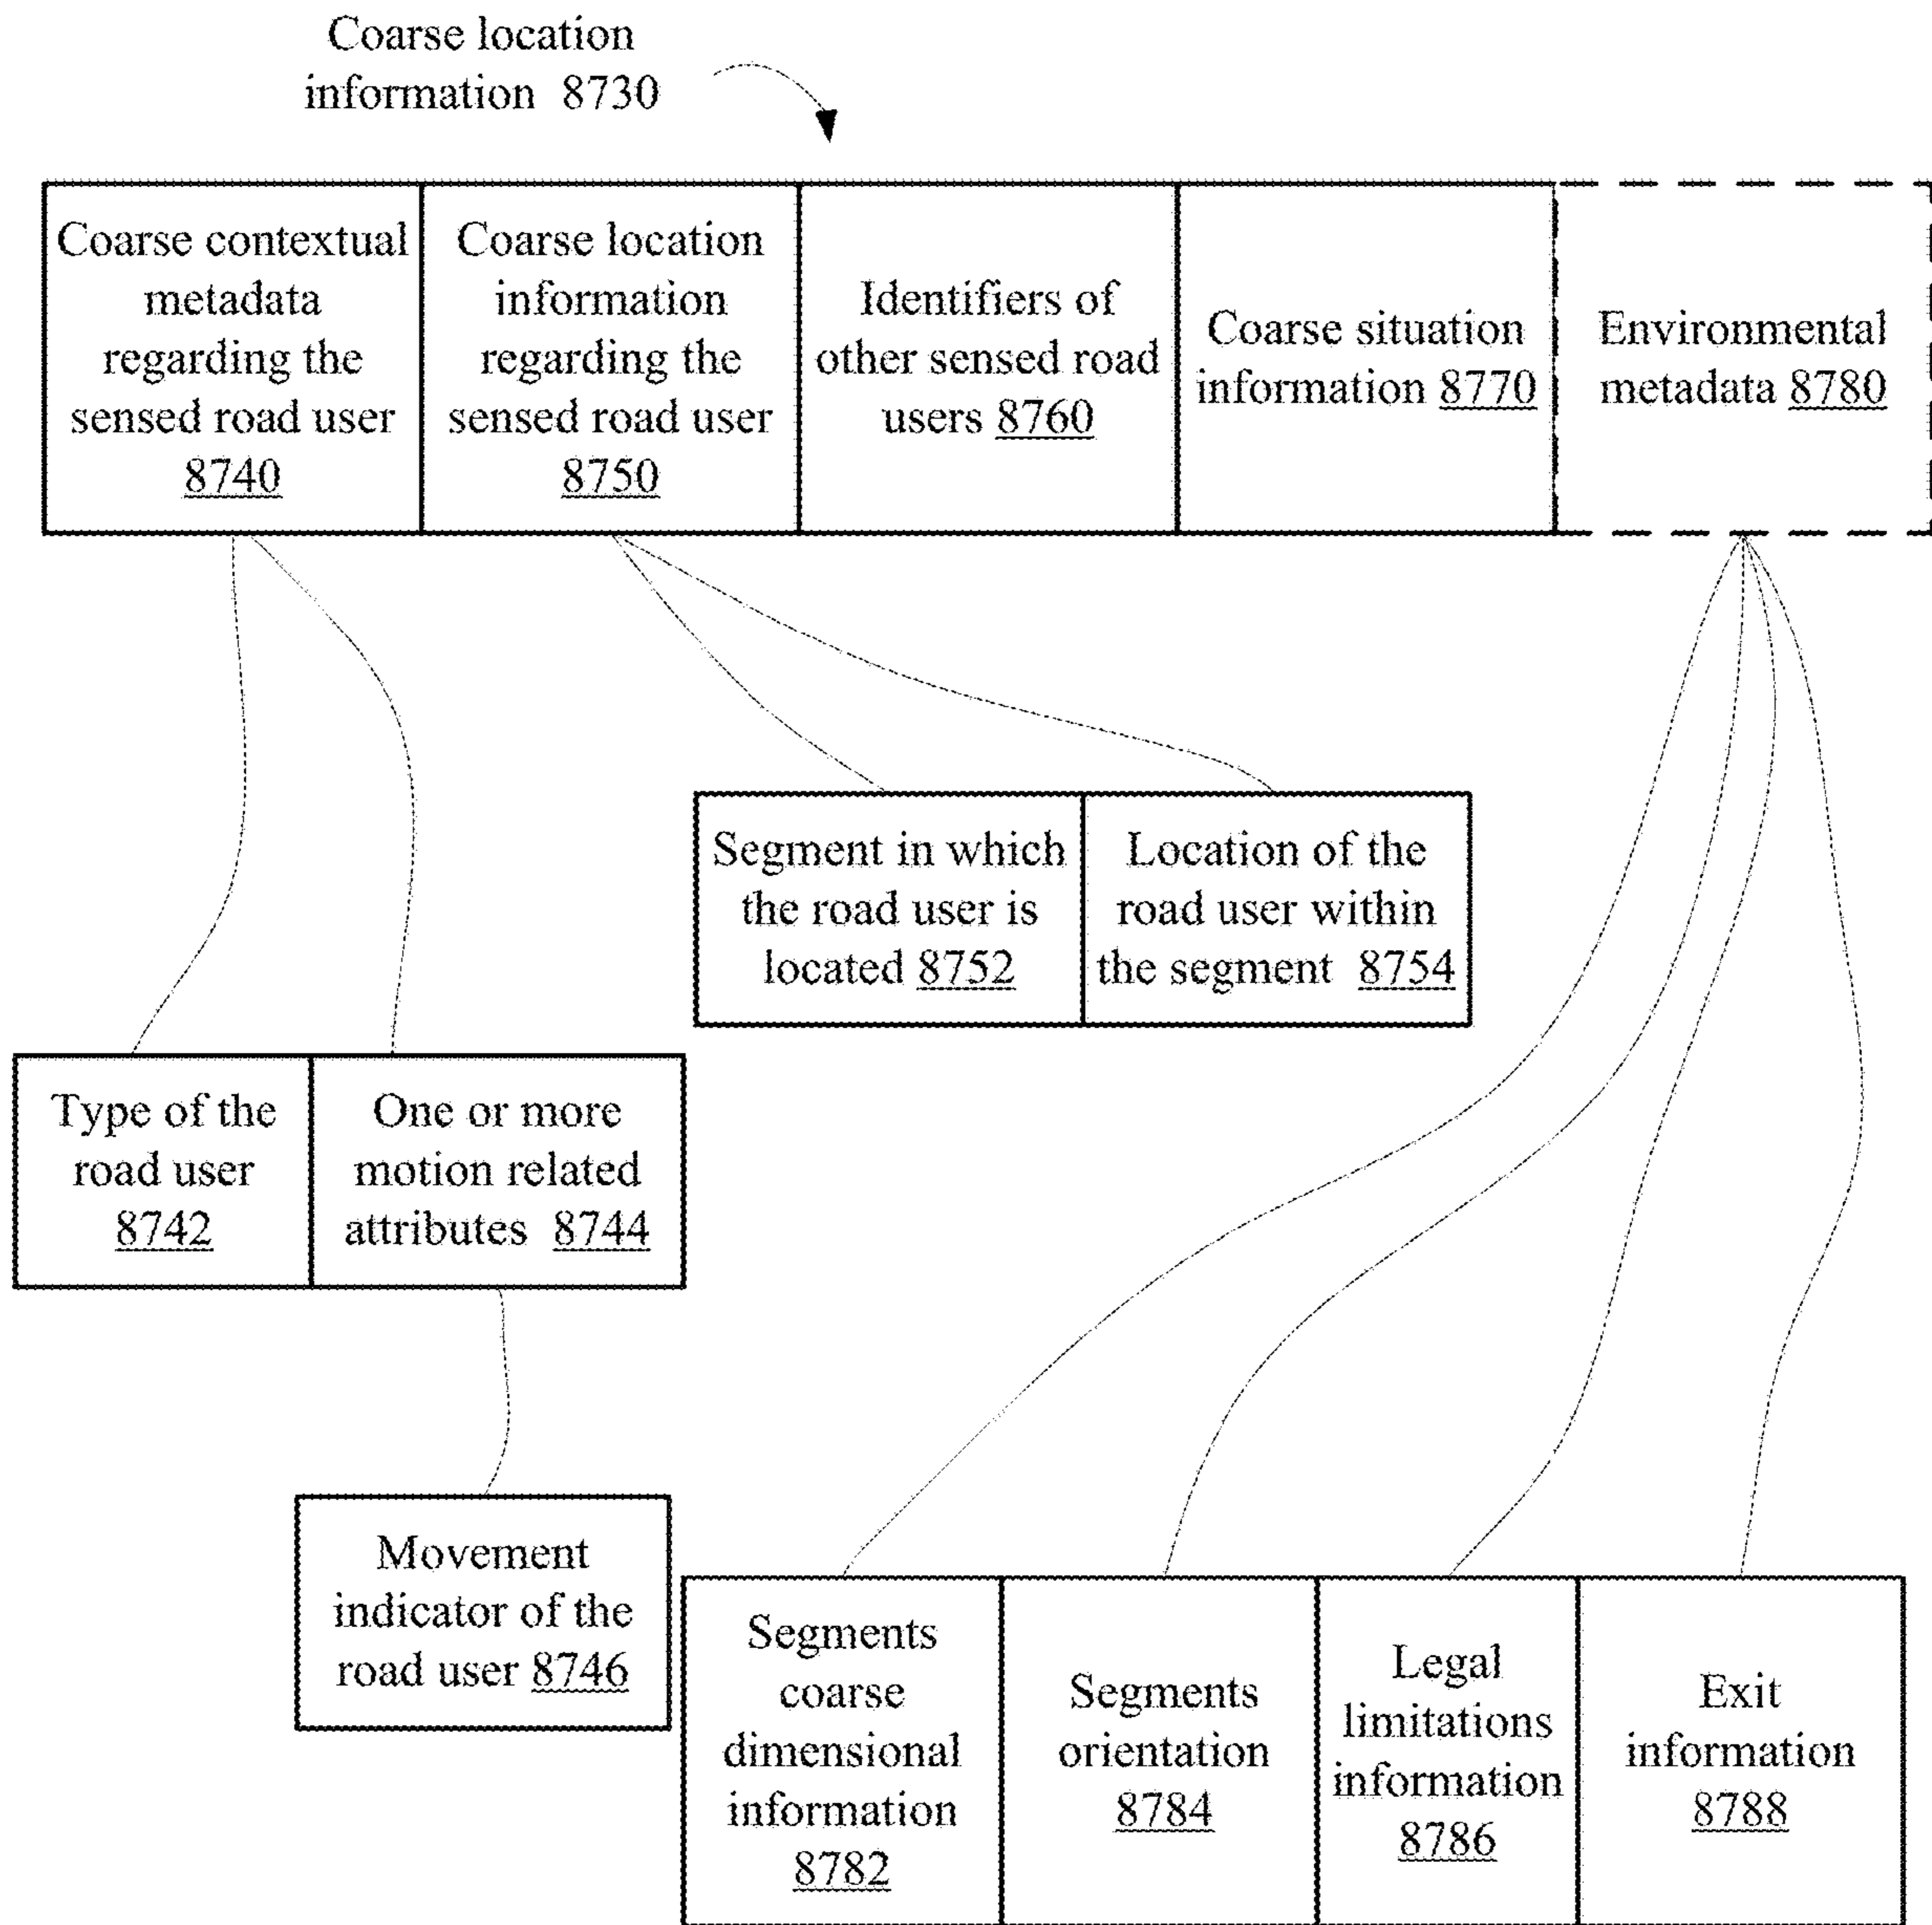 Coarse location
information 8730
Coarse contextual
metadata
regarding the
sensed road user
8740
Coarse location
information
regarding the
sensed road user
8750
Identifiers of
other sensed road
users 8760
Coarse situation
information 8770
Environmental
metadata 8780
Segment in which
the road user is
located 8752
Location of the
road user within
the segment 8754
Type of the
road user
8742
One or more
motion related
attributes 8744
Movement
indicator of the
road user 8746
Segments
coarse
dimensional
information
8782
Segments
orientation
8784
Legal
limitations
information
8786
Exit
information
8788